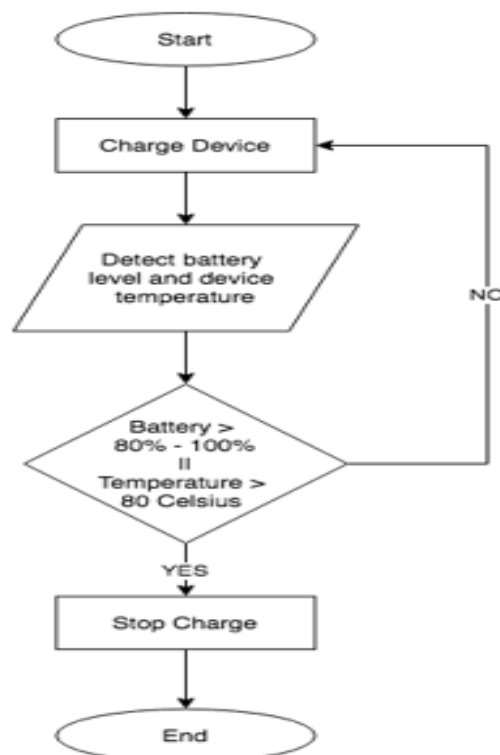 Start
Charge Device
Detect battery
level and device
temperature
Battery >
80% - 100%
||
Temperature >
80 Celsius
NO
YES
Stop Charge
End